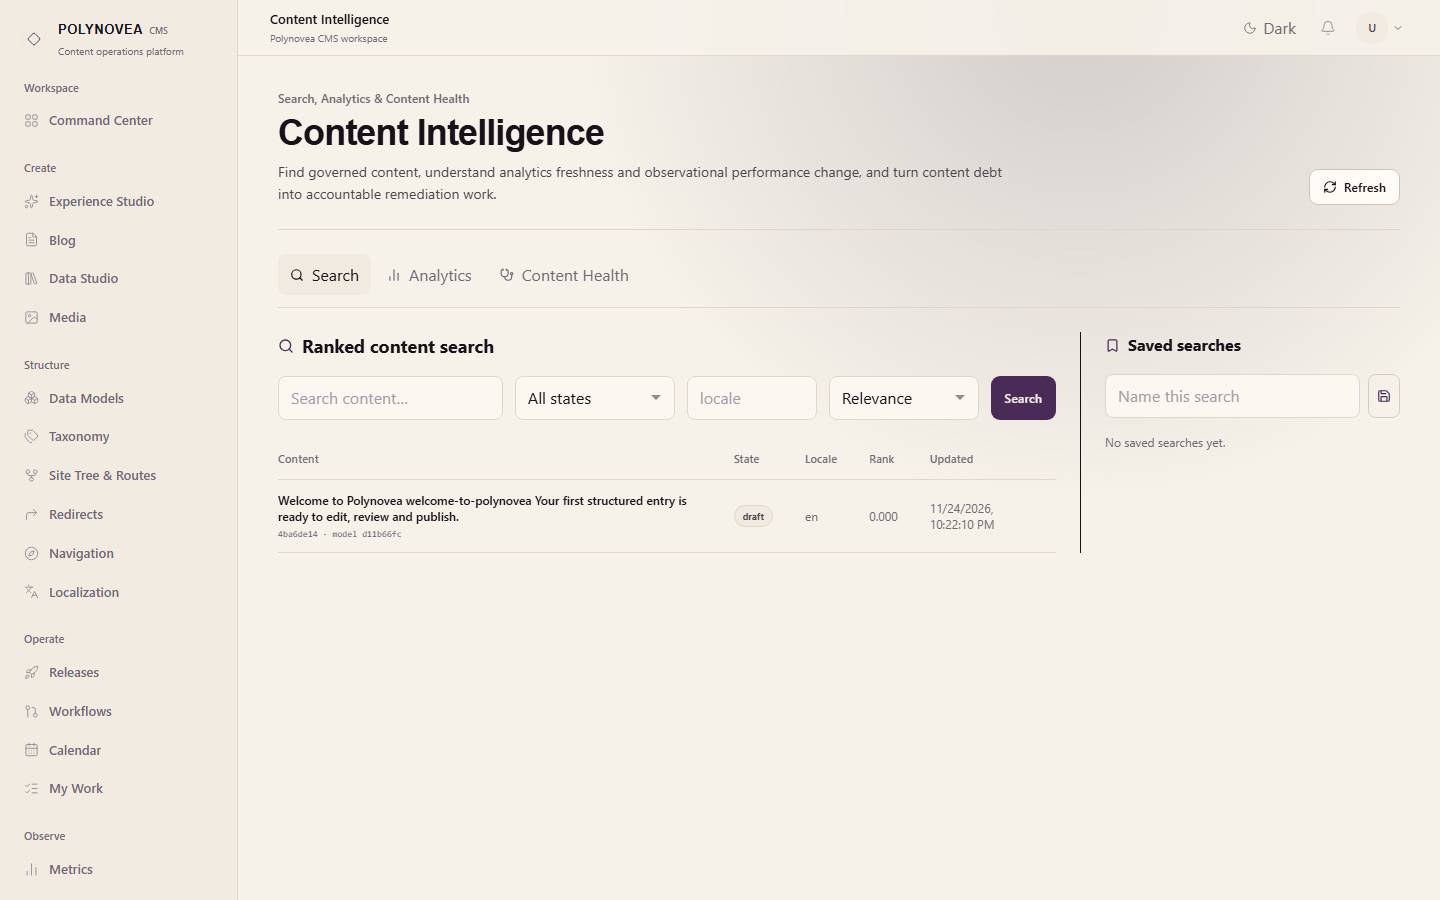 POLYNOVEA CMS
Content operations platform
Workspace
Command Center
Create
Experience Studio
Blog
Data Studio
Media
Structure
Data Models
Taxonomy
Site Tree & Routes
Redirects
Navigation
Localization
Operate
Releases
Workflows
Calendar
My Work
Observe
Metrics
Content Intelligence
Polynovea CMS workspace
Dark
U
Search, Analytics & Content Health
Content Intelligence
Find governed content, understand analytics freshness and observational performance change, and turn content debt
into accountable remediation work.
Refresh
Search
Analytics
Content Health
Ranked content search
Search content...
All states
locale
Relevance
Search
Content
State
Locale
Rank
Updated
Welcome to Polynovea welcome-to-polynovea Your first structured entry is
ready to edit, review and publish.
4ba6de14 · model d11b66fc
draft
en
0.000
11/24/2026,
10:22:10 PM
Saved searches
Name this search
No saved searches yet.